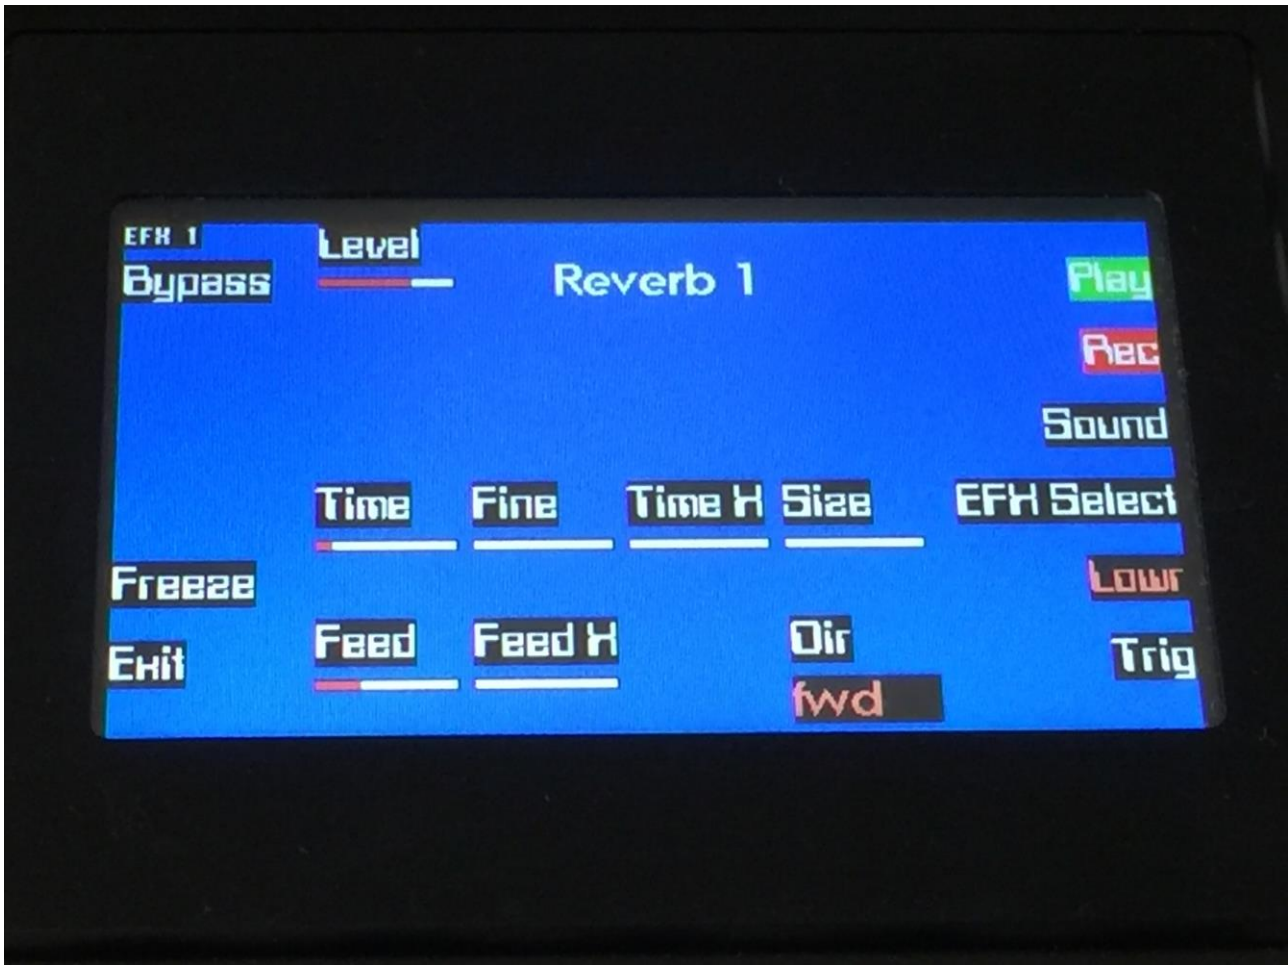 EFX 1
Level
Bypass
Reverb 1
Play
Rec
Sound
Time Fine Time X Size EFX Select
Freeze
Lowr
Feed Feed X Dir
Exit
Trig
fwd